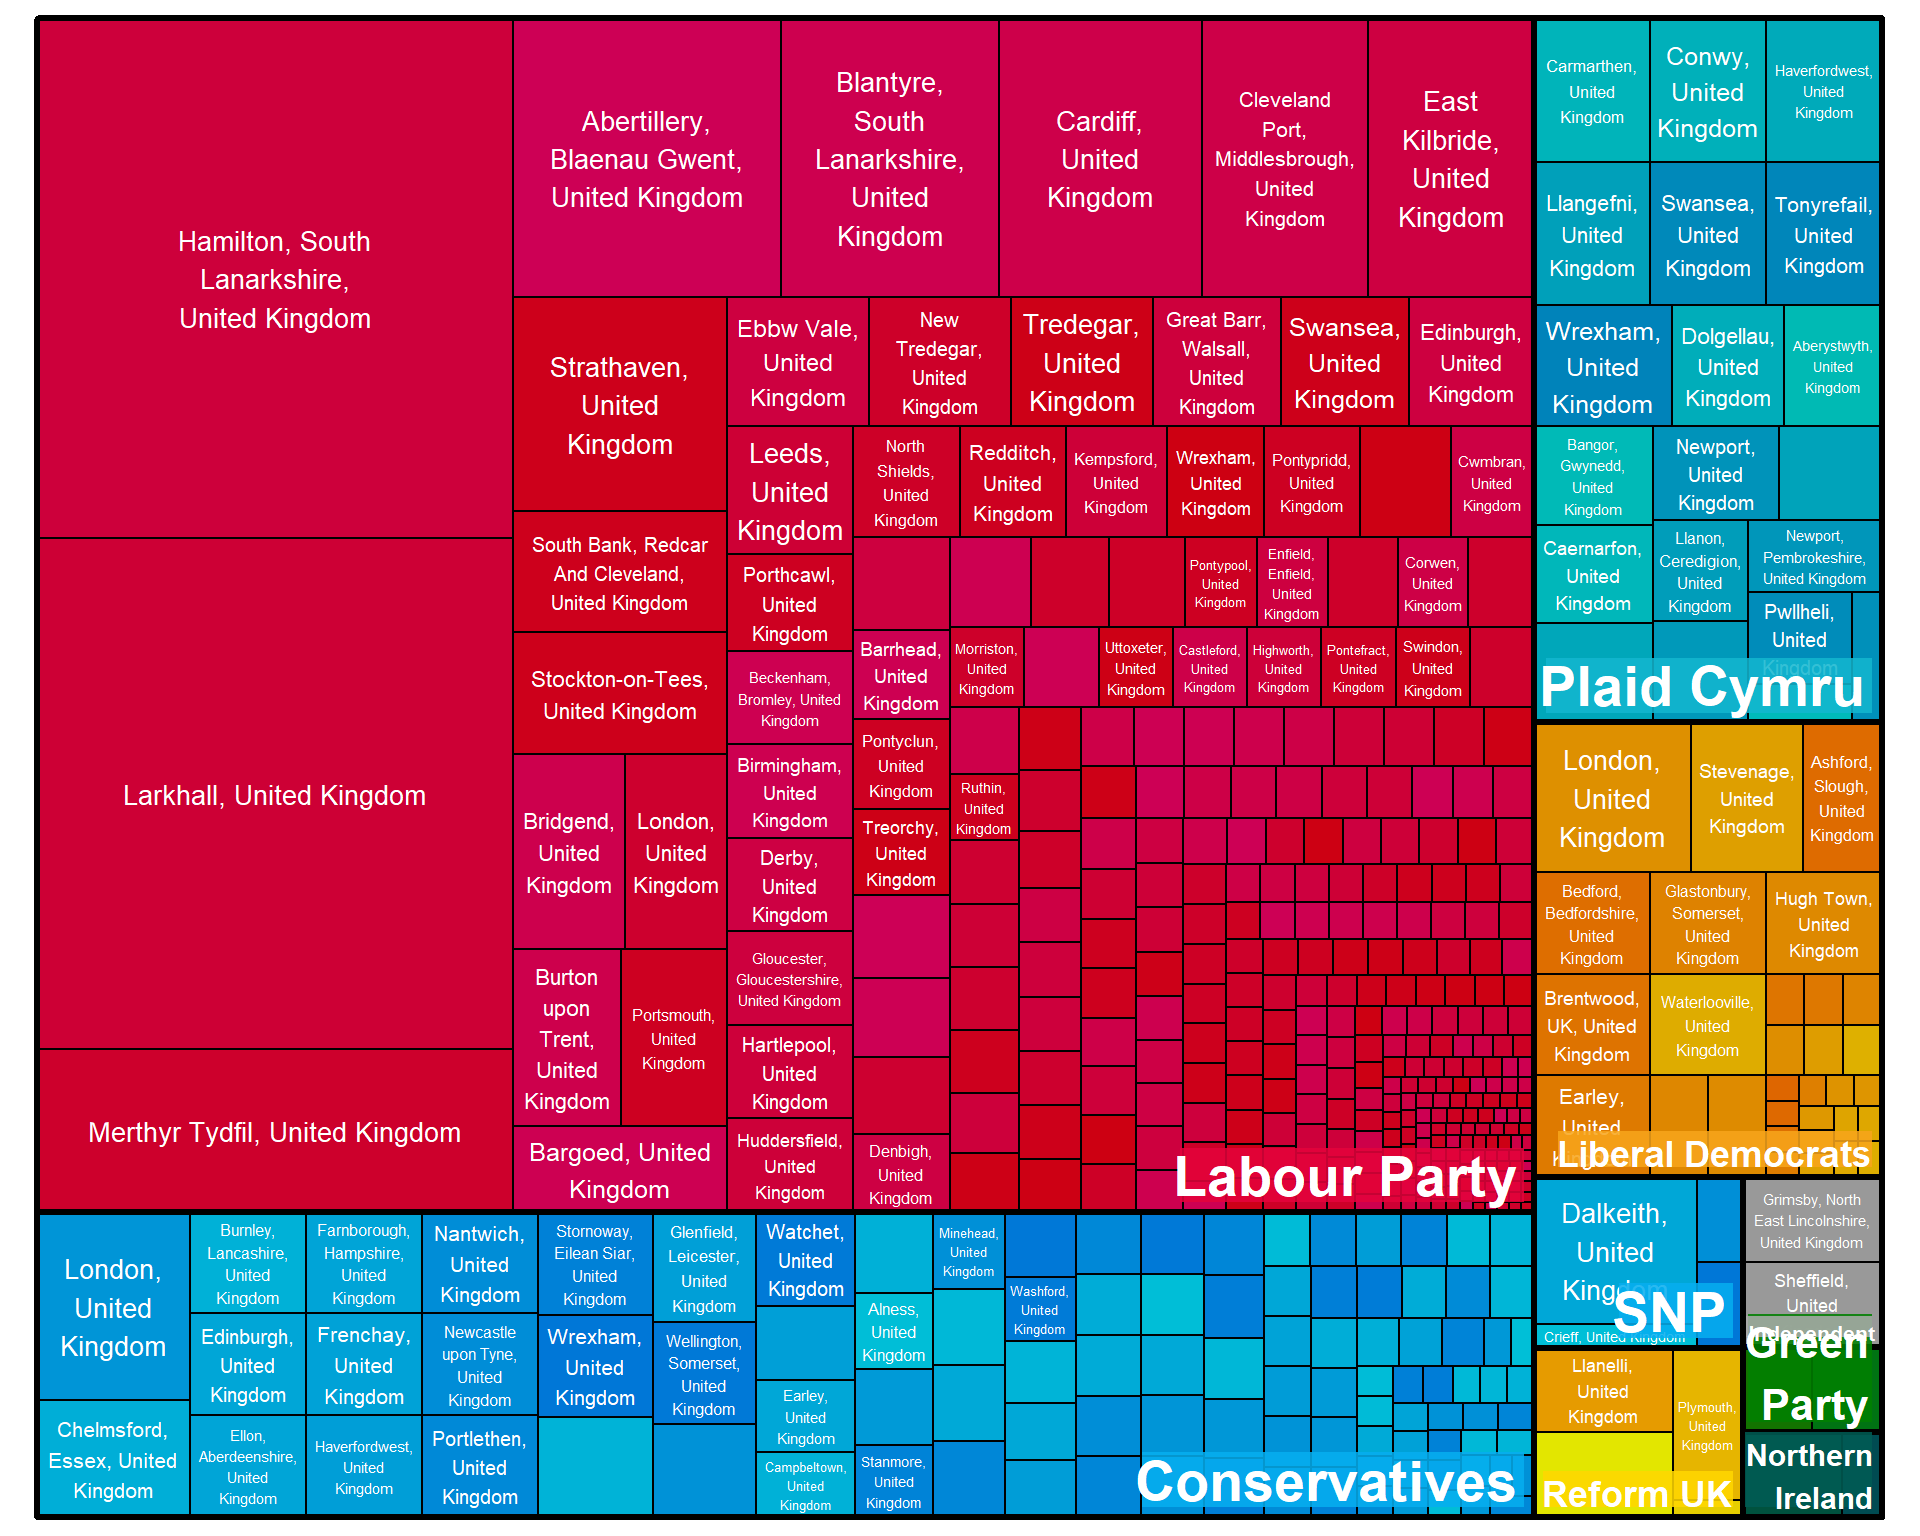 Hamilton, South
Lanarkshire,
United Kingdom
Larkhall, United Kingdom
Merthyr Tydfil, United Kingdom
Abertillery,
Blaenau Gwent,
United Kingdom
Blantyre,
South
Lanarkshire,
United
Kingdom
Cardiff,
United
Kingdom
Cleveland
Port,
Middlesbrough,
United
Kingdom
East
Kilbride,
United
Kingdom
Strathaven,
United
Kingdom
South Bank, Redcar
And Cleveland,
United Kingdom
Stockton-on-Tees,
United Kingdom
Bridgend,
United
Kingdom
London,
United
Kingdom
Burton
upon
Trent,
United
Kingdom
Portsmouth,
United
Kingdom
Bargoed, United
Kingdom
Ebbw Vale,
United
Kingdom
New
Tredegar,
United
Kingdom
Tredegar,
United
Kingdom
Great Barr,
Walsall,
United
Kingdom
Swansea,
United
Kingdom
Edinburgh,
United
Kingdom
Leeds,
United
Kingdom
Porthcawl,
United
Kingdom
Beckenham,
Bromley, United
Kingdom
Birmingham,
United
Kingdom
Derby,
United
Kingdom
Gloucester,
Gloucestershire,
United Kingdom
Hartlepool,
United
Kingdom
Huddersfield,
United
Kingdom
North
Shields,
United
Kingdom
Redditch,
United
Kingdom
Kempsford,
United
Kingdom
Wrexham,
United
Kingdom
Pontypridd,
United
Kingdom
Cwmbran,
United
Kingdom
Pontypool,
United
Kingdom
Enfield,
Enfield,
United
Kingdom
Corwen,
United
Kingdom
Barrhead,
United
Kingdom
Pontyclun,
United
Kingdom
Treorchy,
United
Kingdom
Denbigh,
United
Kingdom
Morriston,
United
Kingdom
Uttoxeter,
United
Kingdom
Castleford,
United
Kingdom
Highworth,
United
Kingdom
Pontefract,
United
Kingdom
Swindon,
United
Kingdom
Ruthin,
United
Kingdom
Labour Party
London,
United
Kingdom
Chelmsford,
Essex, United
Kingdom
Burnley,
Lancashire,
United
Kingdom
Edinburgh,
United
Kingdom
Ellon,
Aberdeenshire,
United
Kingdom
Farnborough,
Hampshire,
United
Kingdom
Frenchay,
United
Kingdom
Haverfordwest,
United
Kingdom
Nantwich,
United
Kingdom
Newcastle
upon Tyne,
United
Kingdom
Portlethen,
United
Kingdom
Stornoway,
Eilean Siar,
United
Kingdom
Wrexham,
United
Kingdom
Glenfield,
Leicester,
United
Kingdom
Wellington,
Somerset,
United
Kingdom
Watchet,
United
Kingdom
Earley,
United
Kingdom
Campbeltown,
United
Kingdom
Alness,
United
Kingdom
Stanmore,
United
Kingdom
Minehead,
United
Kingdom
Washford,
United
Kingdom
Conservatives
Carmarthen,
United
Kingdom
Conwy,
United
Kingdom
Haverfordwest,
United
Kingdom
Llangefni,
United
Kingdom
Swansea,
United
Kingdom
Tonyrefail,
United
Kingdom
Wrexham,
United
Kingdom
Dolgellau,
United
Kingdom
Aberystwyth,
United
Kingdom
Bangor,
Gwynedd,
United
Kingdom
Newport,
United
Kingdom
Caernarfon,
United
Kingdom
Llanon,
Ceredigion,
United
Kingdom
Newport,
Pembrokeshire,
United Kingdom
Pwllheli,
United
Kingdom
Plaid Cymru
London,
United
Kingdom
Stevenage,
United
Kingdom
Ashford,
Slough,
United
Kingdom
Bedford,
Bedfordshire,
United
Kingdom
Glastonbury,
Somerset,
United
Kingdom
Hugh Town,
United
Kingdom
Brentwood,
UK, United
Kingdom
Waterlooville,
United
Kingdom
Earley,
United
Kingdom
Liberal Democrats
Dalkeith,
United
Kingdom
Crieff, United Kingdom
SNP
Grimsby, North
East Lincolnshire,
United Kingdom
Sheffield,
United
Independent
Green
Party
Llanelli,
United
Kingdom
Plymouth,
United
Kingdom
Reform UK
Northern
Ireland